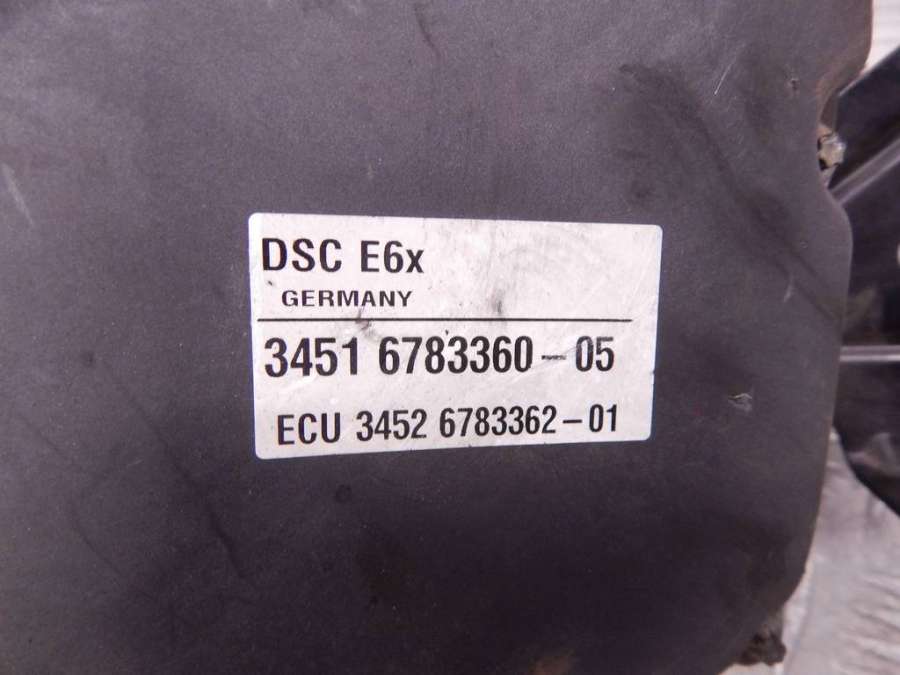 DSC E6x
GERMANY
3451 6783360-05
ECU 3452 6783362-01